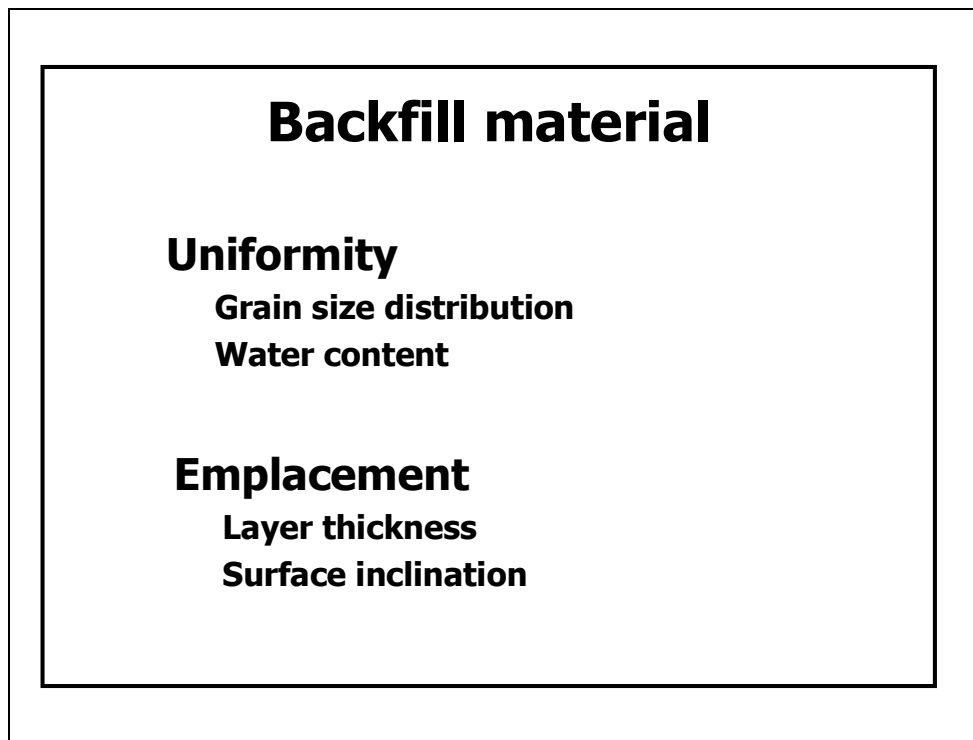 Backfill material
Uniformity
Grain size distribution
Water content
Emplacement
Layer thickness
Surface inclination